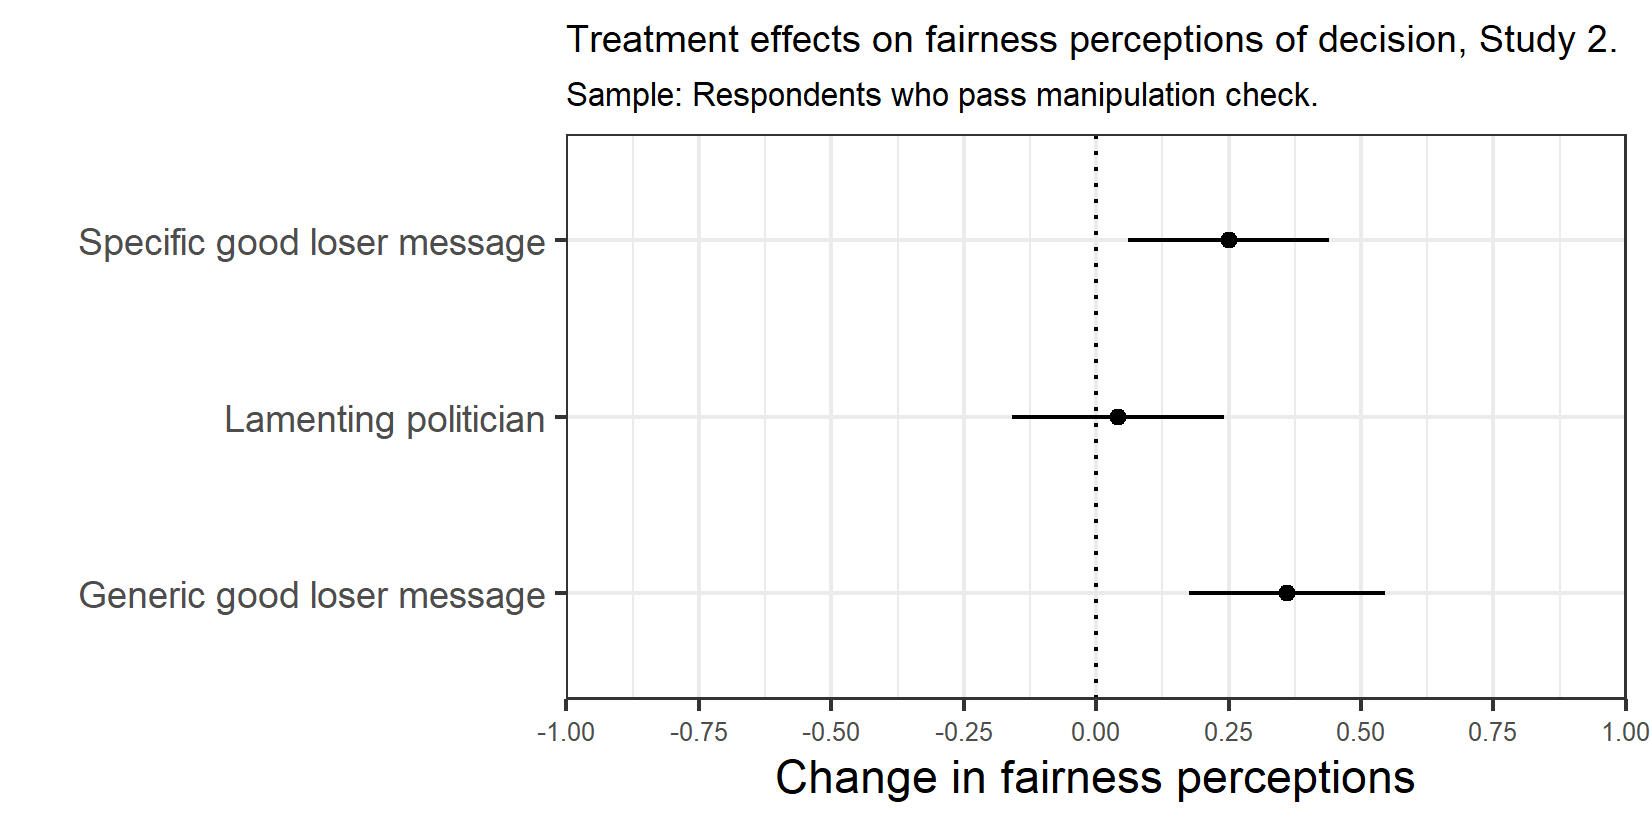 Treatment effects on fairness perceptions of decision, Study 2.
Sample: Respondents who pass manipulation check.
Specific good loser message
Lamenting politician
Generic good loser message
-1.00 -0.75 -0.50 -0.25 0.00 0.25 0.50 0.75 1.00
Change in fairness perceptions